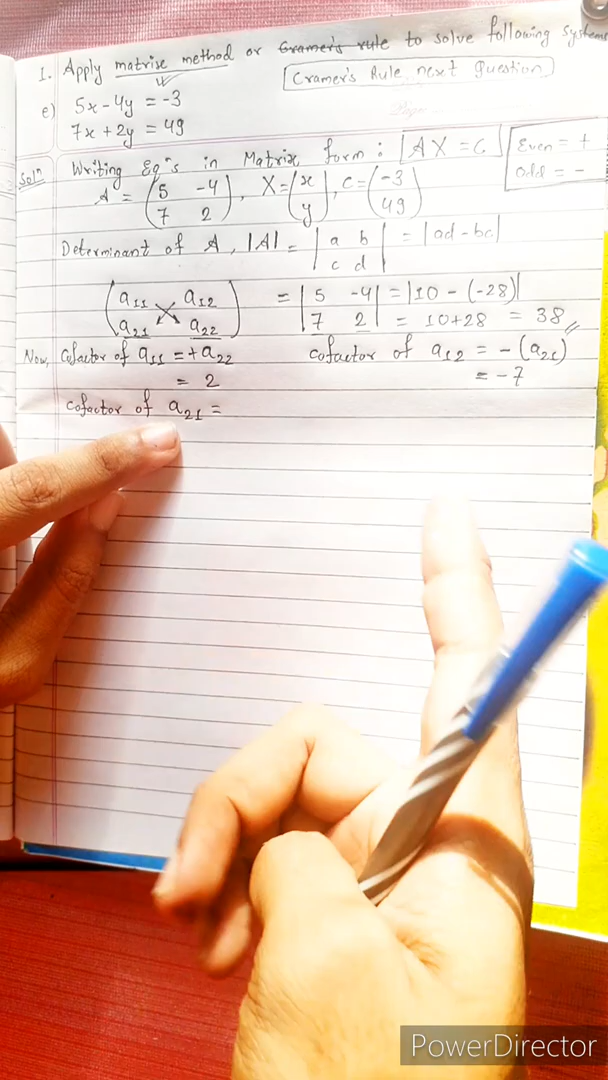 1. Apply matrix method or Cramer's rule to solve following systems
Cramer's Rule next Question
e) 5x - 4y = -3
7x + 2y = 49
Solⁿ Writing Eqⁿs in Matrix form : AX = C
Even = +
Odd = -
A = (5 -4
7 2), X = (x
y), C = (-3
49)
Determinant of A, |A| = |a b
c d| = |ad - bc|
(a₁₁ a₁₂
a₂₁ a₂₂)
= |5 -4
7 2| = |10 - (-28)|
= 10 + 28 = 38
Now, Cofactor of a₁₁ = + a₂₂
= 2
cofactor of a₁₂ = - (a₂₁)
= -7
cofactor of a₂₁ =
PowerDirector